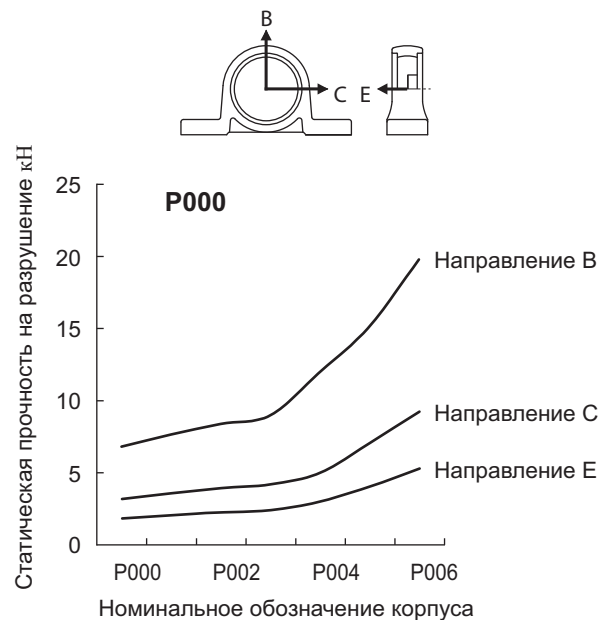 B
C E
Статическая прочность на разрушение кН
25
P000
20
Направление B
15
10
Направление C
5
Направление E
0
P000 P002 P004 P006
Номинальное обозначение корпуса